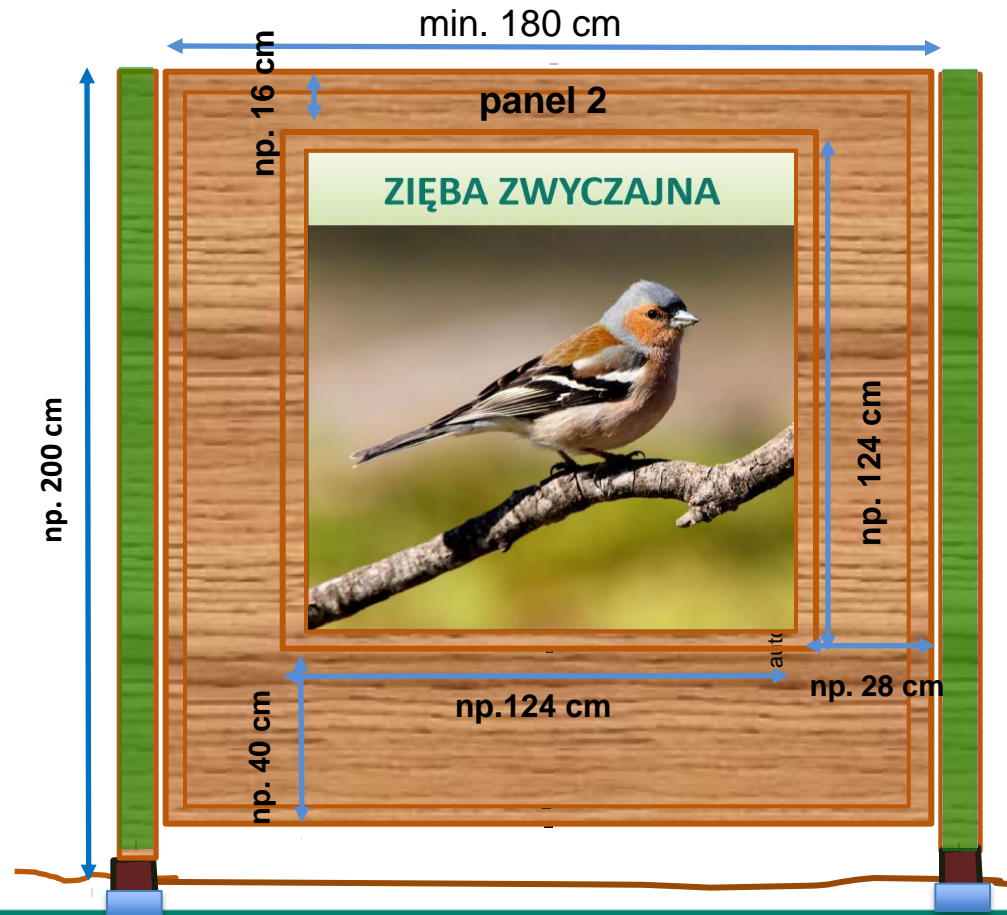 min. 180 cm
np. 16 cm
panel 2
ZIĘBA ZWYCZAJNA
np. 200 cm
np. 124 cm
np. 28 cm
np.124 cm
np. 40 cm